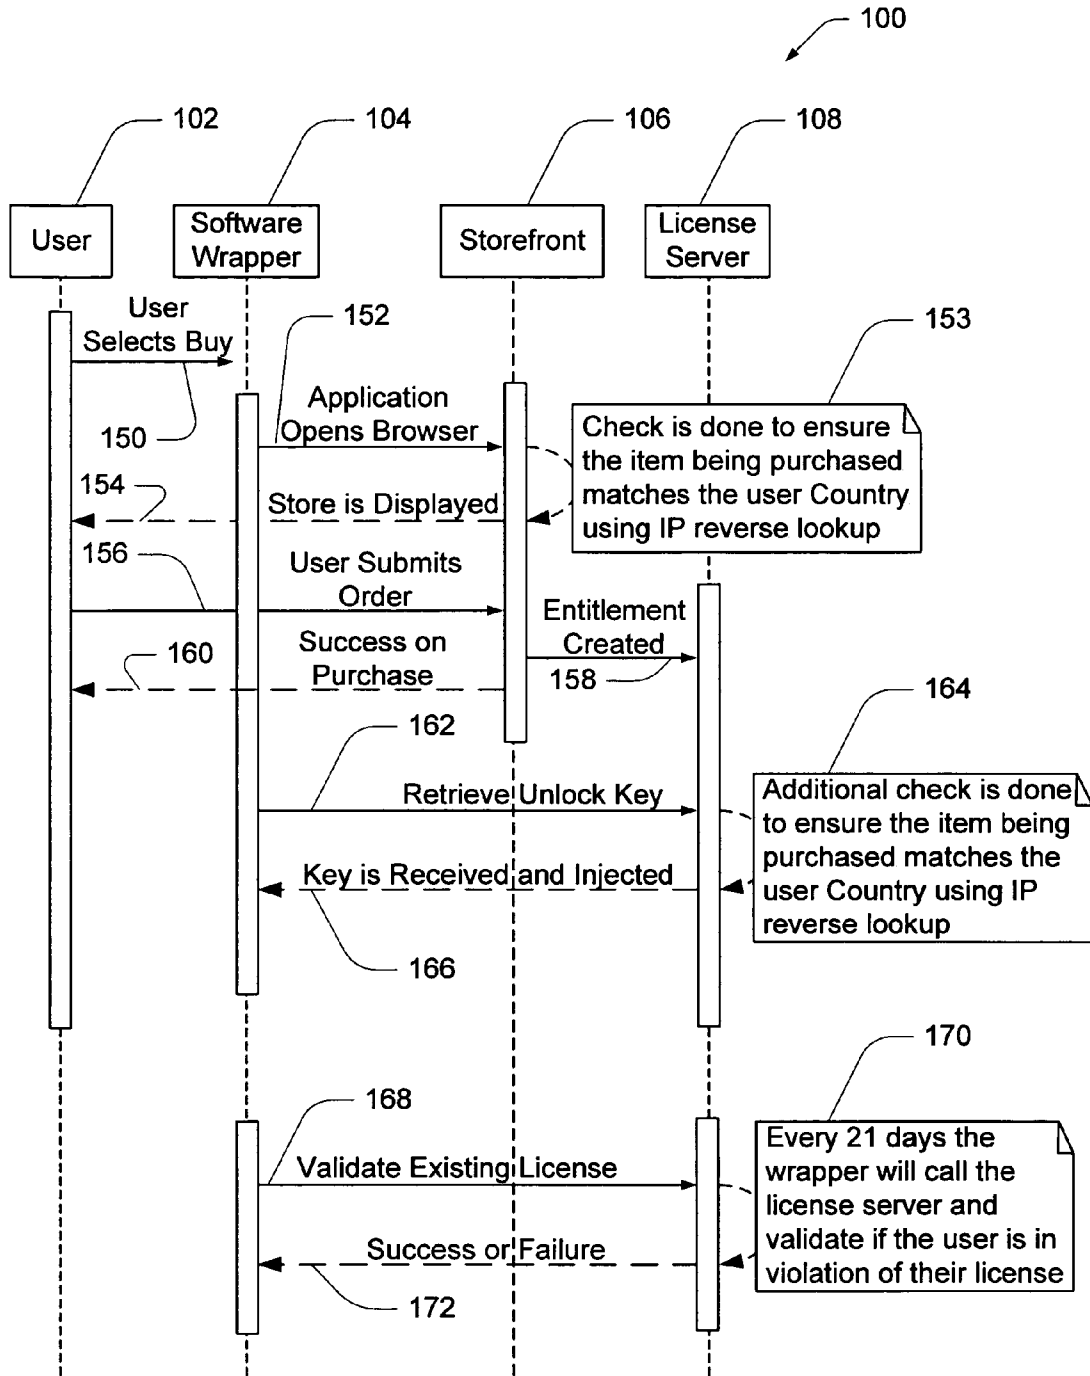 100
102
104
106
108
User
Software
Wrapper
Storefront
License
Server
User
Selects Buy
150
152
Application
Opens Browser
153
Check is done to ensure
the item being purchased
matches the user Country
using IP reverse lookup
154
Store is Displayed
156
User Submits
Order
Entitlement
Created
158
160
Success on
Purchase
162
Retrieve Unlock Key
164
Additional check is done
to ensure the item being
purchased matches the
user Country using IP
reverse lookup
Key is Received and Injected
166
168
Validate Existing License
170
Every 21 days the
wrapper will call the
license server and
validate if the user is in
violation of their license
Success or Failure
172